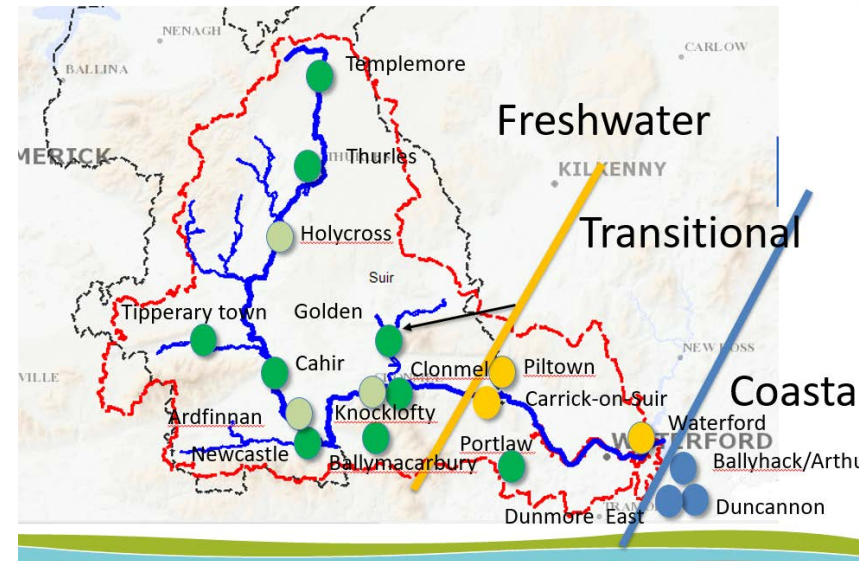 NENAGH
BALLINA
Templemore
CARLOW
Freshwater
MERICK
Thurles
KILKENNY
Holycross
Transitional
Suir
Tipperary town
Golden
Cahir
Clonmel
Piltown
NEW ROSS
VILLE
Coasta
Ardfinnan
Knocklofty
Carrick-on Suir
Waterford
Newcastle
Ballymacarbury
Portlaw
WATERFORD
Ballyhack/Arthu
Dunmore East
Duncannon